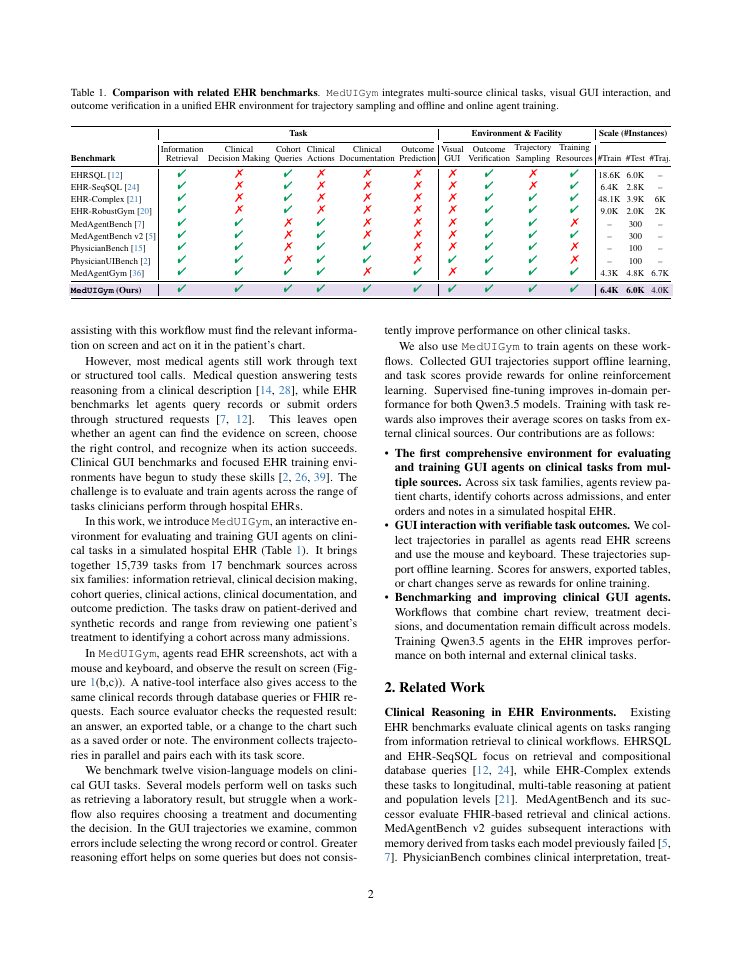 Table 1. Comparison with related EHR benchmarks. MedUIGym integrates multi-source clinical tasks, visual GUI interaction, and
outcome verification in a unified EHR environment for trajectory sampling and offline and online agent training.
Task Environment & Facility Scale (#Instances)
Benchmark Information Retrieval Clinical Decision Making Cohort Queries Clinical Actions Clinical Documentation Outcome Prediction Visual GUI Outcome Verification Trajectory Sampling Training Resources #Train #Test #Traj.
EHRSQL [12] ✓ ✗ ✓ ✗ ✗ ✗ ✗ ✓ ✗ ✓ 18.6K 6.0K –
EHR-SeqSQL [24] ✓ ✗ ✓ ✗ ✗ ✗ ✗ ✓ ✗ ✓ 6.4K 2.8K –
EHR-Complex [21] ✓ ✗ ✓ ✗ ✗ ✗ ✗ ✓ ✓ ✓ 48.1K 3.9K 6K
EHR-RobustGym [20] ✓ ✗ ✓ ✗ ✗ ✗ ✗ ✓ ✓ ✓ 9.0K 2.0K 2K
MedAgentBench [7] ✓ ✓ ✗ ✓ ✗ ✗ ✗ ✓ ✓ ✗ – 300 –
MedAgentBench v2 [5] ✓ ✓ ✗ ✓ ✗ ✗ ✗ ✓ ✓ ✓ – 300 –
PhysicianBench [15] ✓ ✓ ✗ ✓ ✓ ✗ ✗ ✓ ✓ ✗ – 100 –
PhysicianUIBench [2] ✓ ✓ ✗ ✓ ✓ ✗ ✓ ✓ ✓ ✗ – 100 –
MedAgentGym [36] ✓ ✓ ✓ ✓ ✗ ✓ ✗ ✓ ✓ ✓ 4.3K 4.8K 6.7K
MedUIGym (Ours) ✓ ✓ ✓ ✓ ✓ ✓ ✓ ✓ ✓ ✓ 6.4K 6.0K 4.0K
assisting with this workflow must find the relevant informa-
tion on screen and act on it in the patient's chart.
However, most medical agents still work through text
or structured tool calls. Medical question answering tests
reasoning from a clinical description [14, 28], while EHR
benchmarks let agents query records or submit orders
through structured requests [7, 12]. This leaves open
whether an agent can find the evidence on screen, choose
the right control, and recognize when its action succeeds.
Clinical GUI benchmarks and focused EHR training envi-
ronments have begun to study these skills [2, 26, 39]. The
challenge is to evaluate and train agents across the range of
tasks clinicians perform through hospital EHRs.
In this work, we introduce MedUIGym, an interactive en-
vironment for evaluating and training GUI agents on clini-
cal tasks in a simulated hospital EHR (Table 1). It brings
together 15,739 tasks from 17 benchmark sources across
six families: information retrieval, clinical decision making,
cohort queries, clinical actions, clinical documentation, and
outcome prediction. The tasks draw on patient-derived and
synthetic records and range from reviewing one patient's
treatment to identifying a cohort across many admissions.
In MedUIGym, agents read EHR screenshots, act with a
mouse and keyboard, and observe the result on screen (Fig-
ure 1(b,c)). A native-tool interface also gives access to the
same clinical records through database queries or FHIR re-
quests. Each source evaluator checks the requested result:
an answer, an exported table, or a change to the chart such
as a saved order or note. The environment collects trajecto-
ries in parallel and pairs each with its task score.
We benchmark twelve vision-language models on clini-
cal GUI tasks. Several models perform well on tasks such
as retrieving a laboratory result, but struggle when a work-
flow also requires choosing a treatment and documenting
the decision. In the GUI trajectories we examine, common
errors include selecting the wrong record or control. Greater
reasoning effort helps on some queries but does not consis-
tently improve performance on other clinical tasks.
We also use MedUIGym to train agents on these work-
flows. Collected GUI trajectories support offline learning,
and task scores provide rewards for online reinforcement
learning. Supervised fine-tuning improves in-domain per-
formance for both Qwen3.5 models. Training with task re-
wards also improves their average scores on tasks from ex-
ternal clinical sources. Our contributions are as follows:
• The first comprehensive environment for evaluating
and training GUI agents on clinical tasks from mul-
tiple sources. Across six task families, agents review pa-
tient charts, identify cohorts across admissions, and enter
orders and notes in a simulated hospital EHR.
• GUI interaction with verifiable task outcomes. We col-
lect trajectories in parallel as agents read EHR screens
and use the mouse and keyboard. These trajectories sup-
port offline learning. Scores for answers, exported tables,
or chart changes serve as rewards for online training.
• Benchmarking and improving clinical GUI agents.
Workflows that combine chart review, treatment deci-
sions, and documentation remain difficult across models.
Training Qwen3.5 agents in the EHR improves perfor-
mance on both internal and external clinical tasks.
2. Related Work
Clinical Reasoning in EHR Environments. Existing
EHR benchmarks evaluate clinical agents on tasks ranging
from information retrieval to clinical workflows. EHRSQL
and EHR-SeqSQL focus on retrieval and compositional
database queries [12, 24], while EHR-Complex extends
these tasks to longitudinal, multi-table reasoning at patient
and population levels [21]. MedAgentBench and its suc-
cessor evaluate FHIR-based retrieval and clinical actions.
MedAgentBench v2 guides subsequent interactions with
memory derived from tasks each model previously failed [5,
7]. PhysicianBench combines clinical interpretation, treat-
2